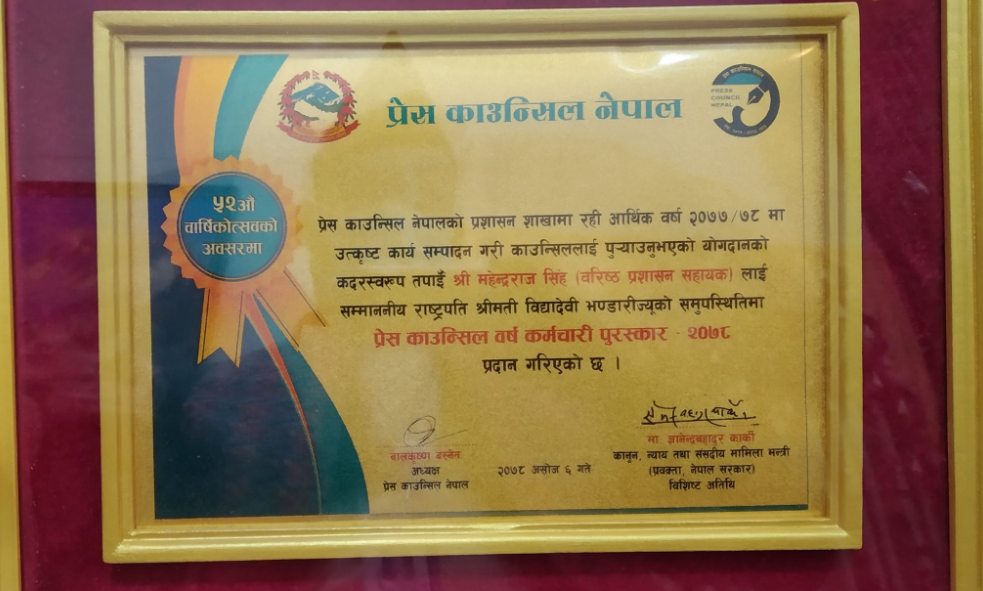 प्रेस काउन्सिल नेपाल
PRESS
COUNCIL
NEPAL
५२औं
वार्षिकोत्सवको
अवसरमा
प्रेस काउन्सिल नेपालको प्रशासन शाखामा रही आर्थिक वर्ष २०७७/७८ मा
उत्कृष्ट कार्य सम्पादन गरी काउन्सिललाई पुर्‍याउनुभएको योगदानको
कदरस्वरूप तपाईं श्री महेन्द्रराज सिंह (वरिष्ठ प्रशासन सहायक) लाई
सम्माननीय राष्ट्रपति श्रीमती विद्यादेवी भण्डारीज्यूको समुपस्थितिमा
प्रेस काउन्सिल वर्ष कर्मचारी पुरस्कार - २०७८
प्रदान गरिएको छ ।
बालकृष्ण बस्नेत
अध्यक्ष
प्रेस काउन्सिल नेपाल
२०७८ असोज ६ गते
मा ज्ञानेन्द्रबहादुर कार्की
कानून, न्याय तथा संसदीय मामिला मन्त्री
(प्रवक्ता, नेपाल सरकार)
विशिष्ट अतिथि